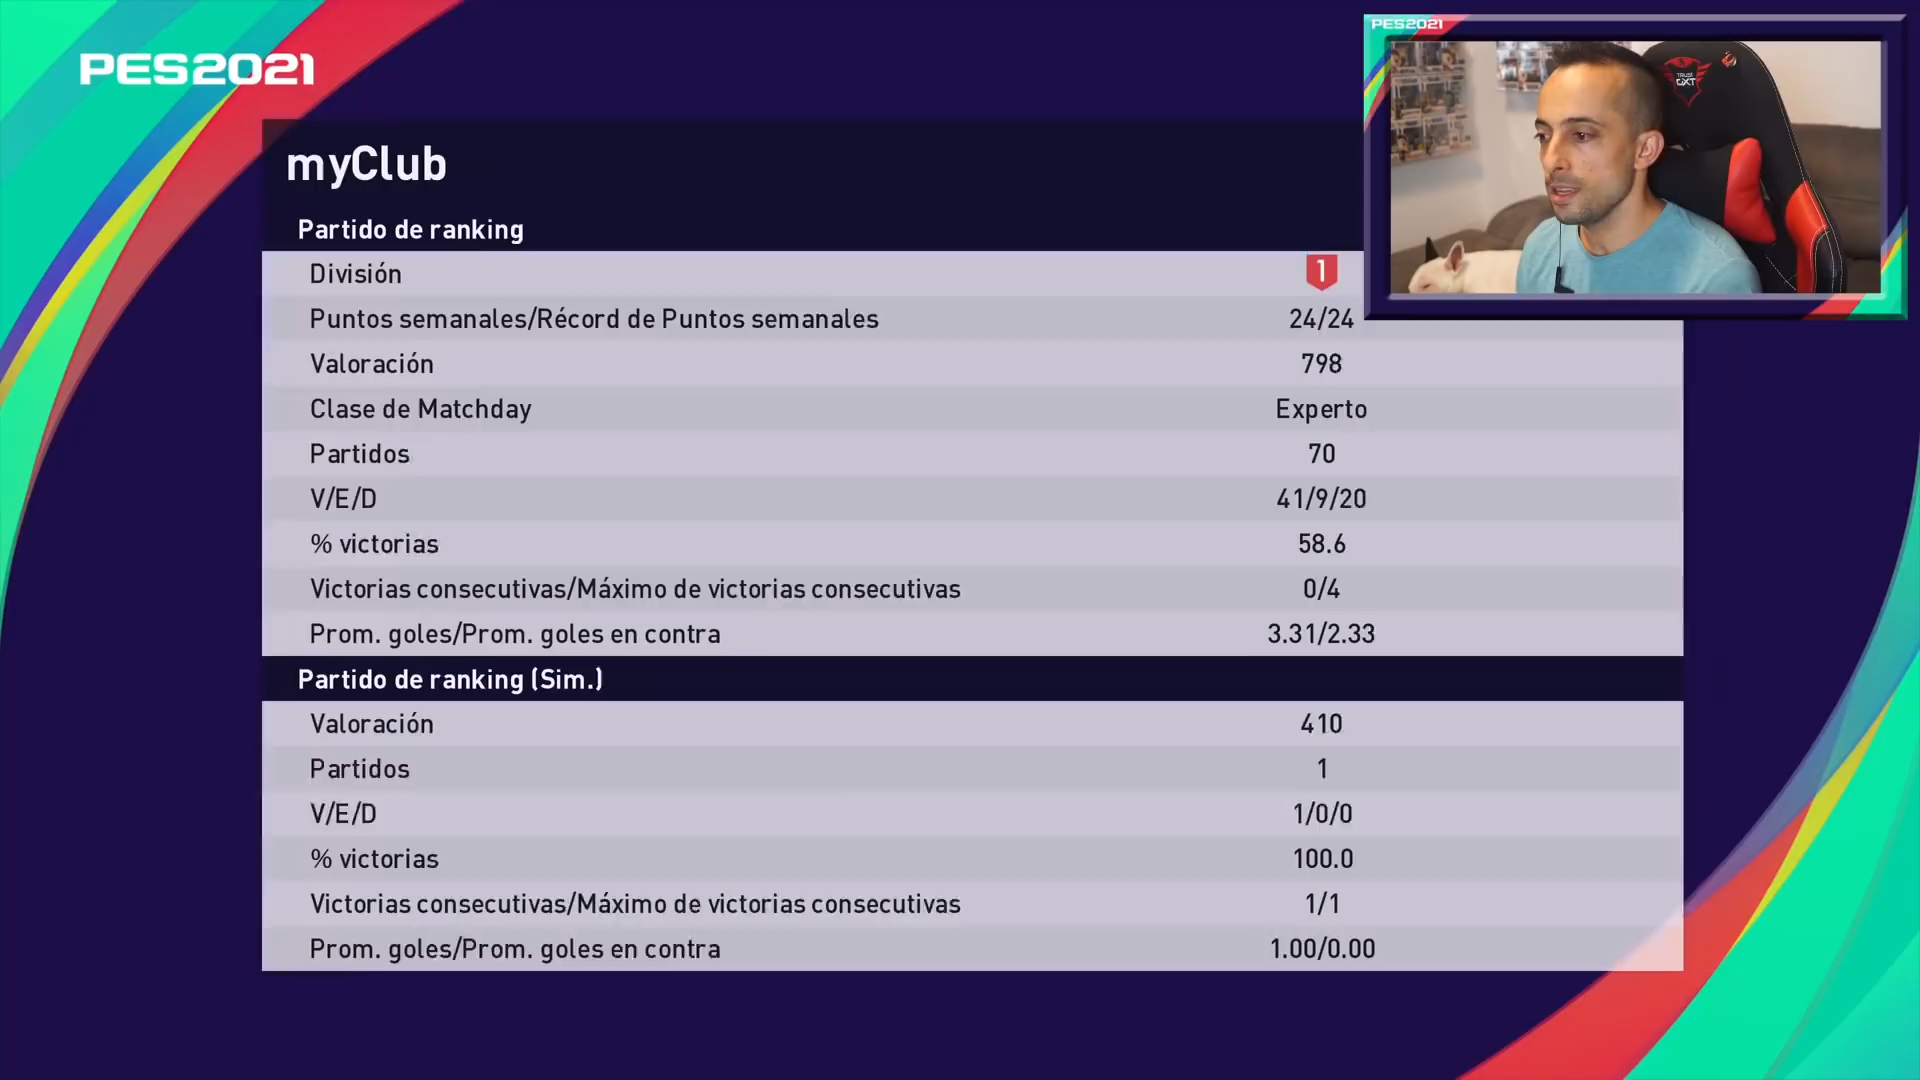 PES2021
PES2021
TRUST
GXT
myClub
Partido de ranking
División 1
Puntos semanales/Récord de Puntos semanales 24/24
Valoración 798
Clase de Matchday Experto
Partidos 70
V/E/D 41/9/20
% victorias 58.6
Victorias consecutivas/Máximo de victorias consecutivas 0/4
Prom. goles/Prom. goles en contra 3.31/2.33
Partido de ranking (Sim.)
Valoración 410
Partidos 1
V/E/D 1/0/0
% victorias 100.0
Victorias consecutivas/Máximo de victorias consecutivas 1/1
Prom. goles/Prom. goles en contra 1.00/0.00